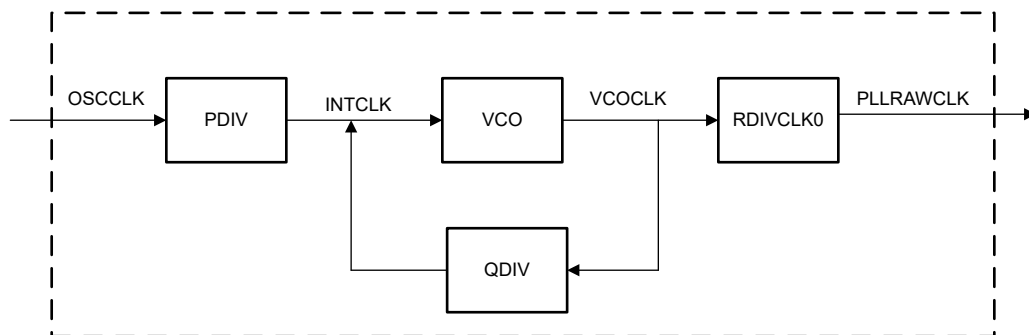 OSCCLK
PDIV
INTCLK
VCO
VCOCLK
RDIVCLK0
PLLRAWCLK
QDIV